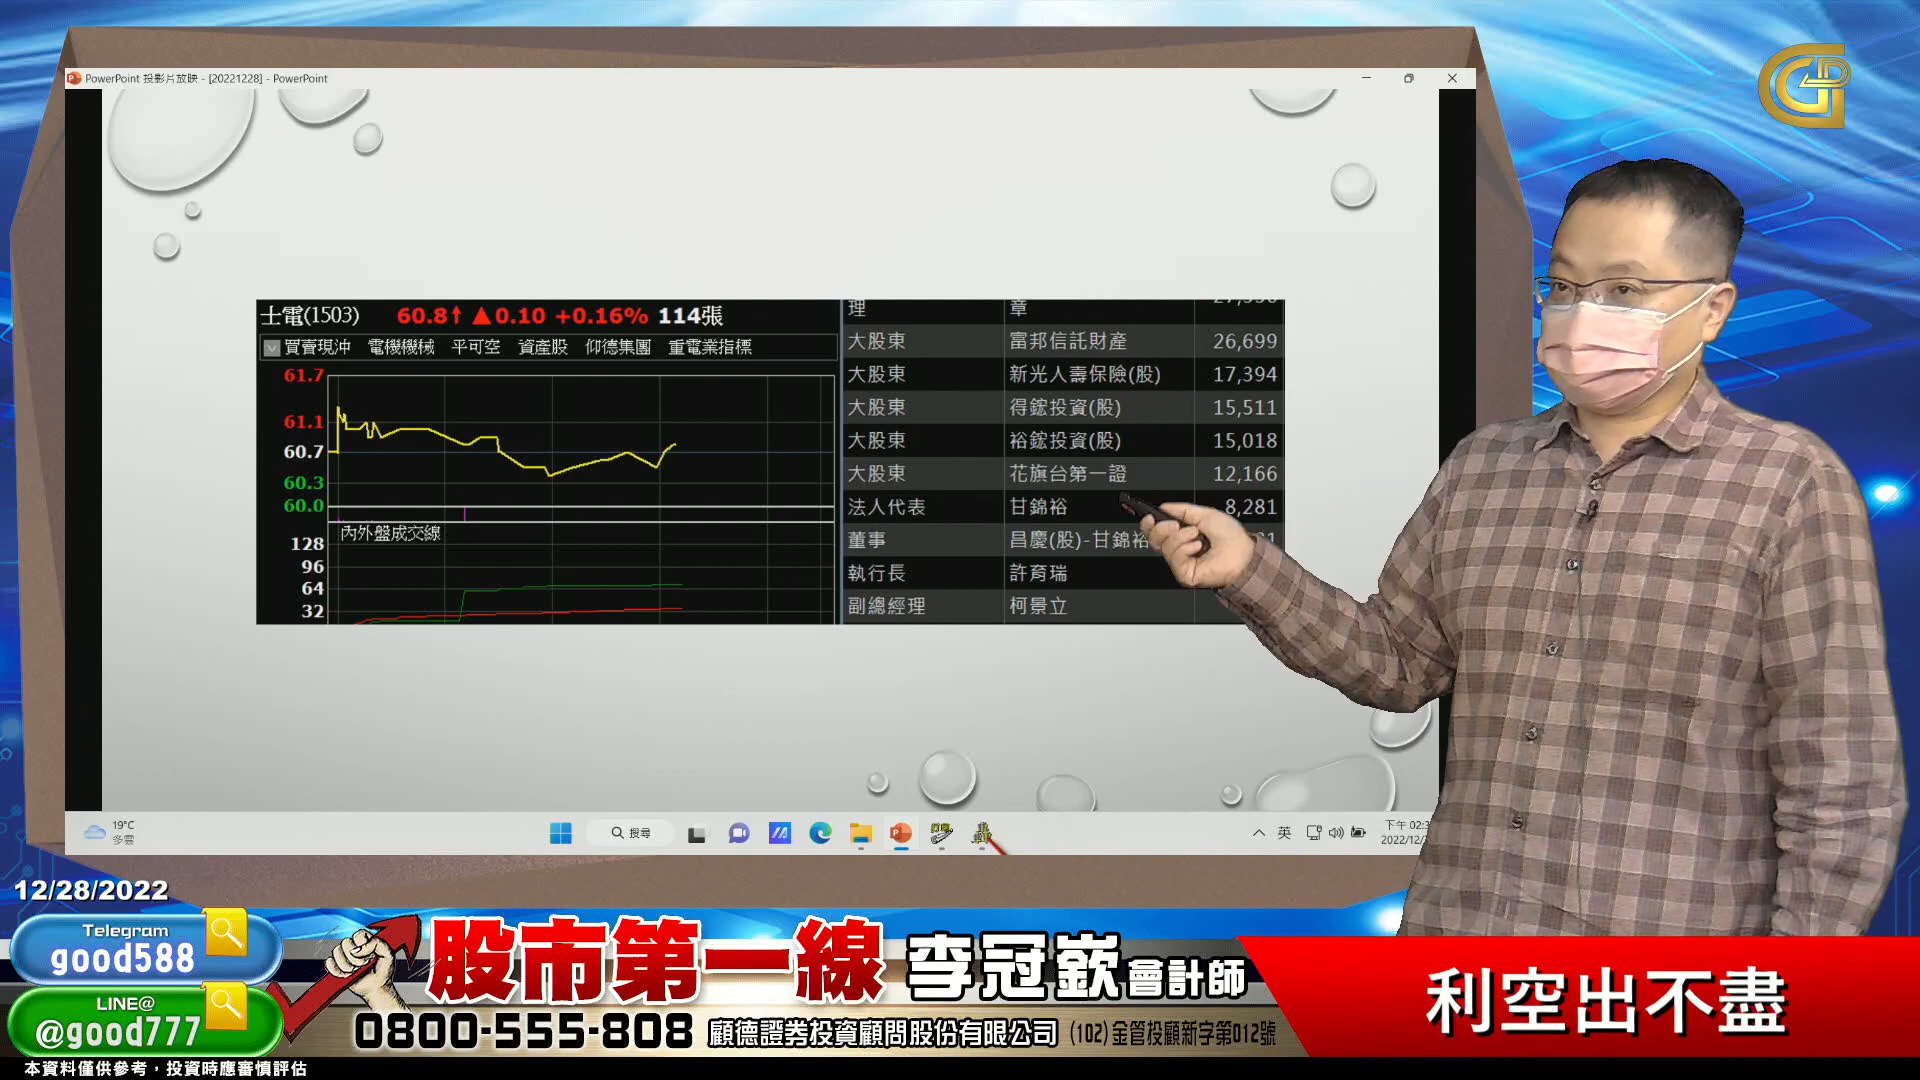 PowerPoint 投影片放映 - [20221228] - PowerPoint
士電(1503) 60.8↑ ▲0.10 +0.16% 114張
買賣現沖 電機機械 平可空 資產股 仰德集團 重電業指標
61.7
61.1
60.7
60.3
60.0
內外盤成交線
128
96
64
32
理 章
大股東 富邦信託財產 26,699
大股東 新光人壽保險(股) 17,394
大股東 得鋐投資(股) 15,511
大股東 裕鋐投資(股) 15,018
大股東 花旗台第一證 12,166
法人代表 甘錦裕 8,281
董事 昌慶(股)-甘錦裕
執行長 許育瑞
副總經理 柯景立
19°C
多雲
搜尋
英
下午 02:3
2022/12/
12/28/2022
Telegram
good588
LINE@
@good777
股市第一線 李冠嶔 會計師
0800-555-808 顧德證券投資顧問股份有限公司 (102)金管投顧新字第012號
利空出不盡
本資料僅供參考，投資時應審慎評估